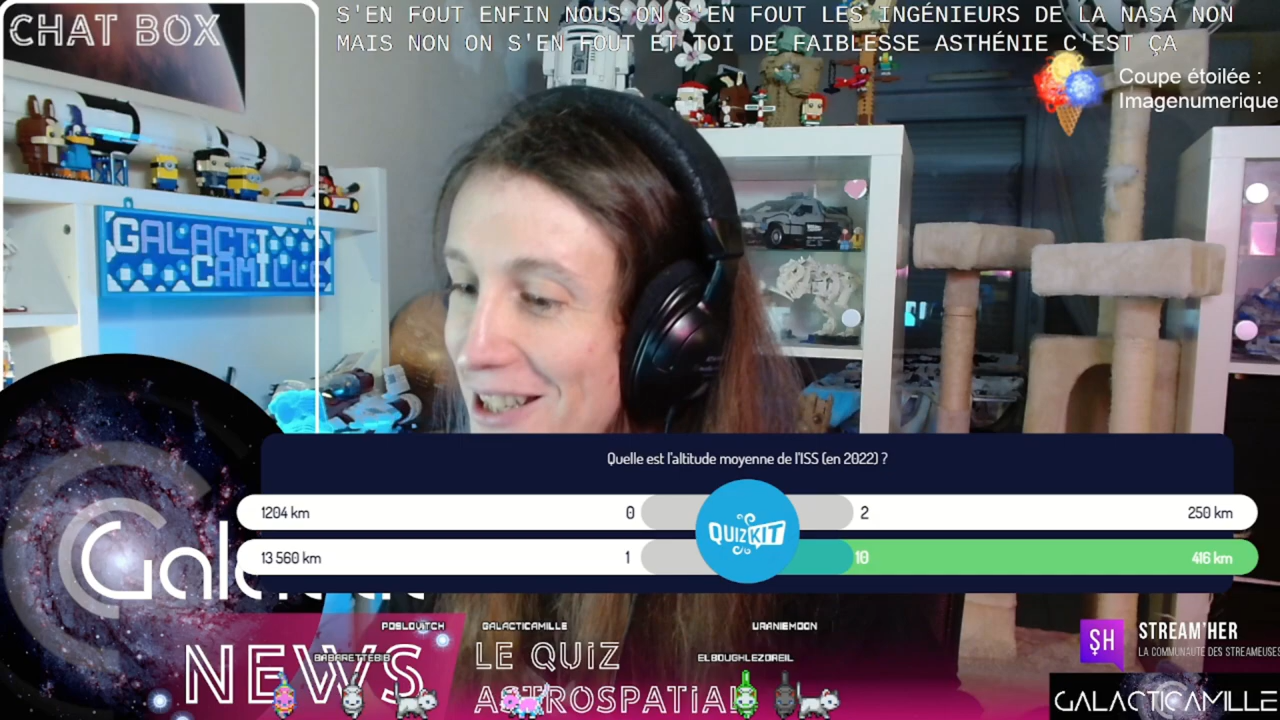 CHAT BOX
S'EN FOUT ENFIN NOUS ON S'EN FOUT LES INGÉNIEURS DE LA NASA NON
MAIS NON ON S'EN FOUT ET TOI DE FAIBLESSE ASTHÉNIE C'EST ÇA
Coupe étoilée :
Imagenumerique
GALACTI
CAMILLE
Quelle est l'altitude moyenne de l'ISS (en 2022) ?
1204 km 0 2 250 km
QUIZKIT
13 560 km 1 10 416 km
NEWS
POSLOVITCH GALACTICAMILLE URANIEMOON
LE QUIZ
ASTROSPATIAL
ELBOUGHLEZOREIL
SH
STREAM'HER
LA COMMUNAUTÉ DES STREAMEUSES
GALACTICAMILLE